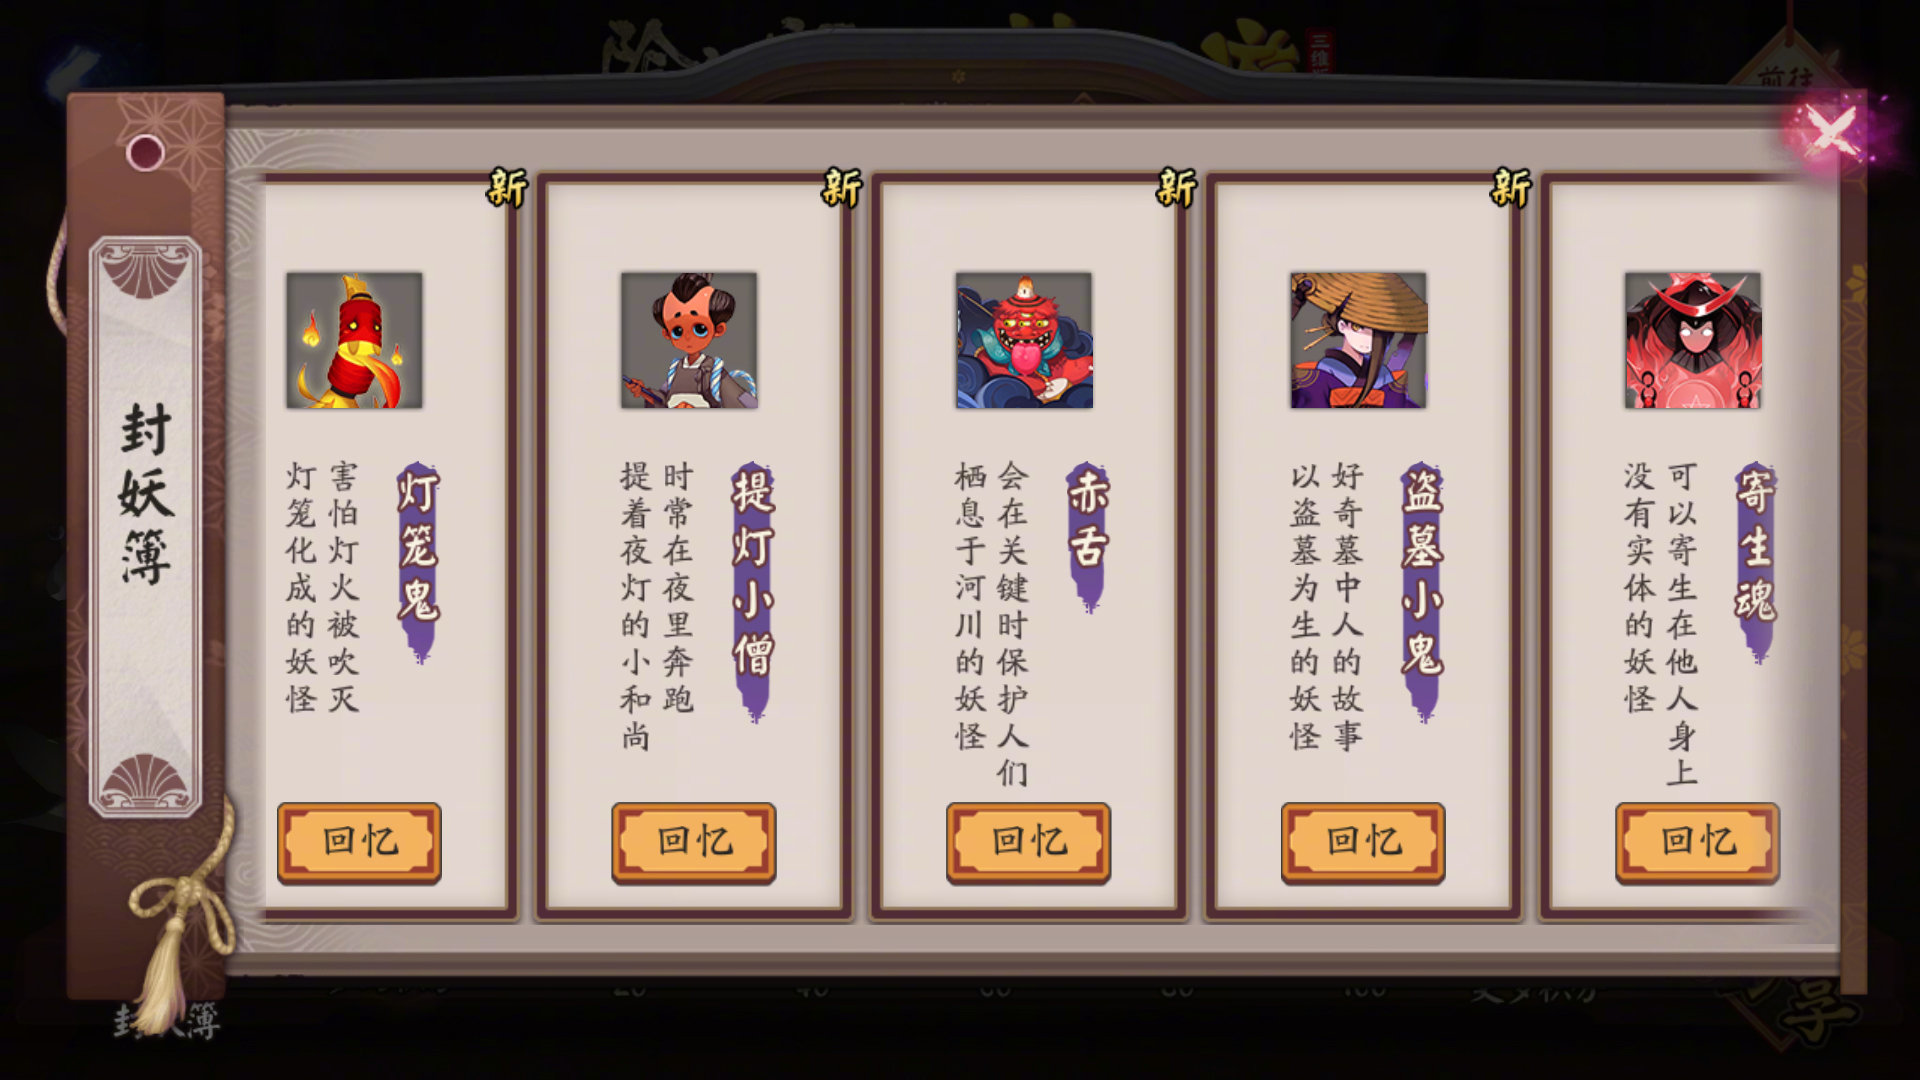 三维
前往
封妖簿
新
灯笼鬼
害怕灯火被吹灭
灯笼化成的妖怪
回忆
新
提灯小僧
时常在夜里奔跑
提着夜灯的小和尚
回忆
新
赤舌
会在关键时保护人们
栖息于河川的妖怪
回忆
新
盗墓小鬼
好奇墓中人的故事
以盗墓为生的妖怪
回忆
寄生魂
可以寄生在他人身上
没有实体的妖怪
回忆